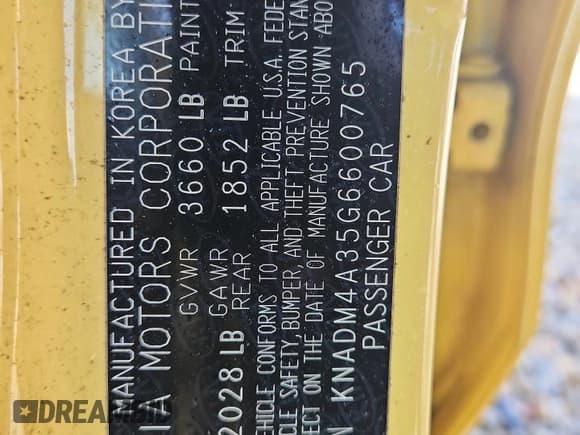 MANUFACTURED IN KOREA BY
IA MOTORS CORPORATI
GVWR 3660 LB PAINT
GAWR
2028 LB REAR 1852 LB TRIM
EHICLE CONFORMS TO ALL APPLICABLE U.S.A. FEDE
CLE SAFETY, BUMPER, AND THEFT PREVENTION STAN
ECT ON THE DATE OF MANUFACTURE SHOWN ABO
N KNADM4A35G6600765
PASSENGER CAR
DREAMBID